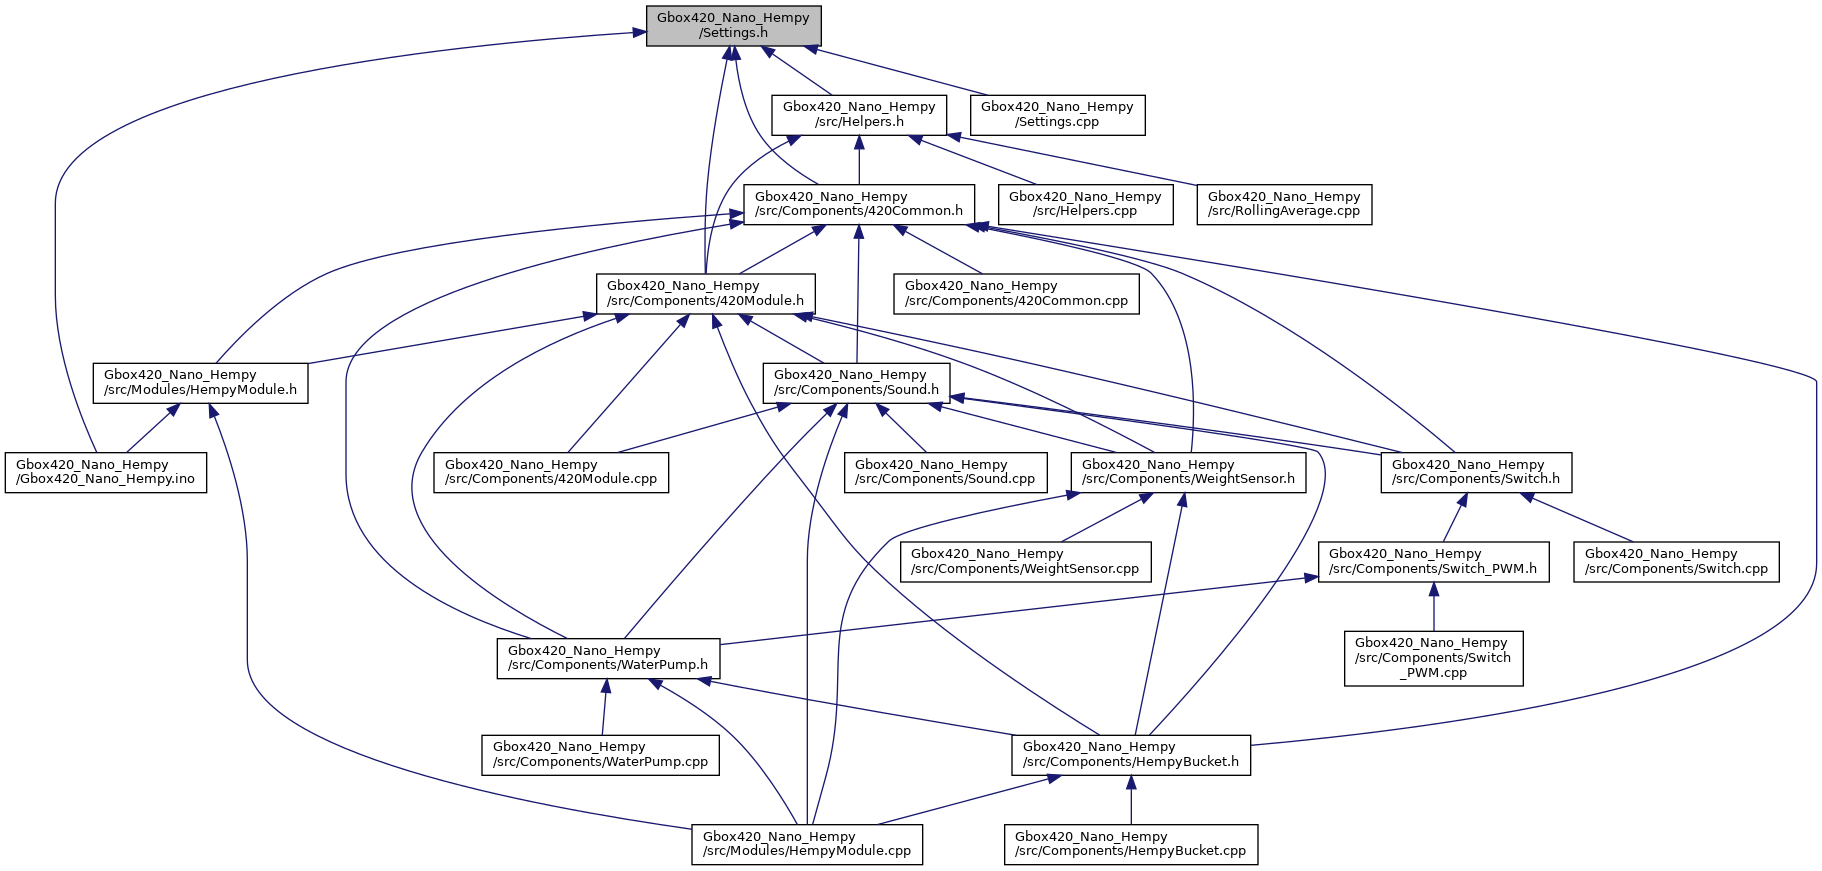 Gbox420_Nano_Hempy
/Settings.h
Gbox420_Nano_Hempy
/src/Helpers.h
Gbox420_Nano_Hempy
/Settings.cpp
Gbox420_Nano_Hempy
/src/Components/420Common.h
Gbox420_Nano_Hempy
/src/Helpers.cpp
Gbox420_Nano_Hempy
/src/RollingAverage.cpp
Gbox420_Nano_Hempy
/src/Components/420Module.h
Gbox420_Nano_Hempy
/src/Components/420Common.cpp
Gbox420_Nano_Hempy
/src/Modules/HempyModule.h
Gbox420_Nano_Hempy
/src/Components/Sound.h
Gbox420_Nano_Hempy
/Gbox420_Nano_Hempy.ino
Gbox420_Nano_Hempy
/src/Components/420Module.cpp
Gbox420_Nano_Hempy
/src/Components/Sound.cpp
Gbox420_Nano_Hempy
/src/Components/WeightSensor.h
Gbox420_Nano_Hempy
/src/Components/Switch.h
Gbox420_Nano_Hempy
/src/Components/WeightSensor.cpp
Gbox420_Nano_Hempy
/src/Components/Switch_PWM.h
Gbox420_Nano_Hempy
/src/Components/Switch.cpp
Gbox420_Nano_Hempy
/src/Components/WaterPump.h
Gbox420_Nano_Hempy
/src/Components/Switch
_PWM.cpp
Gbox420_Nano_Hempy
/src/Components/WaterPump.cpp
Gbox420_Nano_Hempy
/src/Components/HempyBucket.h
Gbox420_Nano_Hempy
/src/Modules/HempyModule.cpp
Gbox420_Nano_Hempy
/src/Components/HempyBucket.cpp